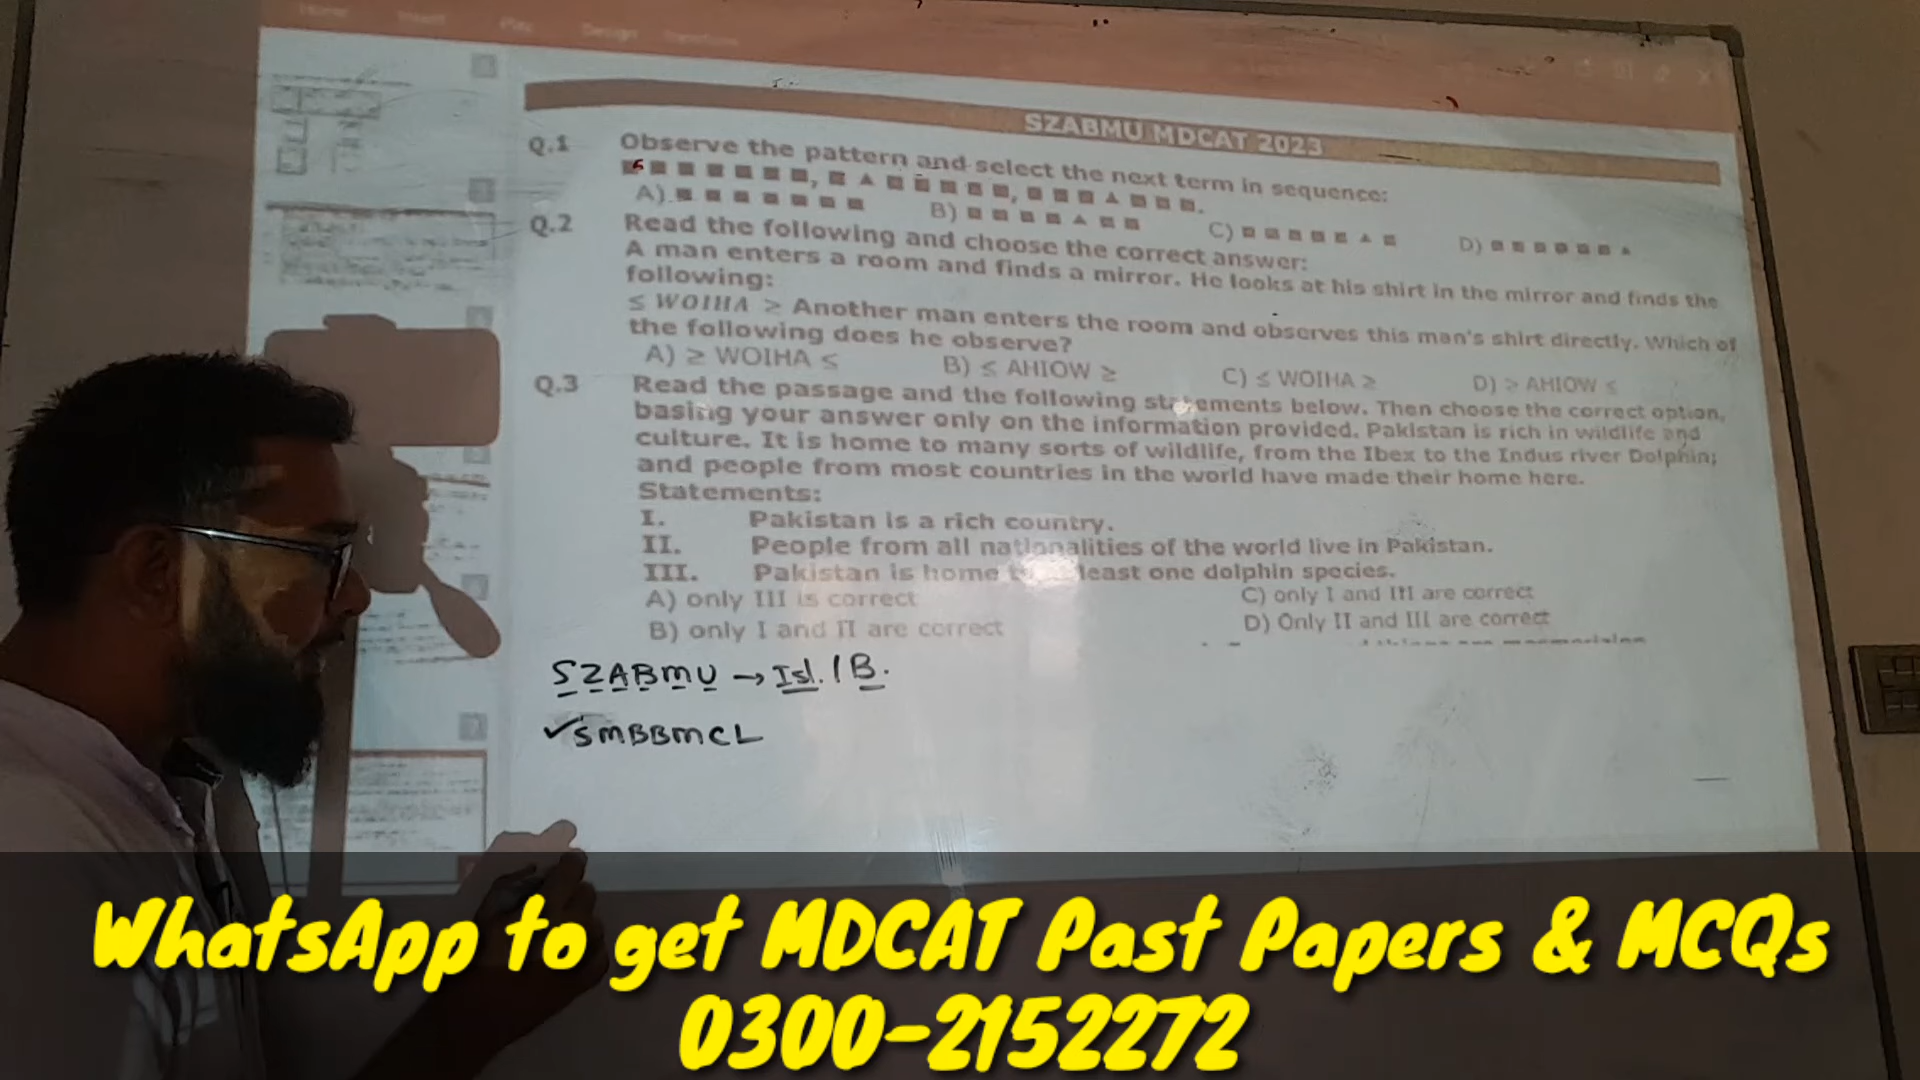 Home Insert Play Design Transitions
SZABMU MDCAT 2023
Q.1 Observe the pattern and select the next term in sequence:
■ ■ ■ ■ ■ ■ ■, ■ ▲ ■ ■ ■ ■ ■, ■ ■ ■ ▲ ■ ■ ■.
A) ■ ■ ■ ■ ■ ■ ■ B) ■ ■ ■ ■ ▲ ■ ■ C) ■ ■ ■ ■ ■ ▲ ■ D) ■ ■ ■ ■ ■ ■ ▲
Q.2 Read the following and choose the correct answer:
A man enters a room and finds a mirror. He looks at his shirt in the mirror and finds the
following:
≤ WOIHA ≥ Another man enters the room and observes this man's shirt directly. Which of
the following does he observe?
A) ≥ WOIHA ≤ B) ≤ AHIOW ≥ C) ≤ WOIHA ≥ D) ≥ AHIOW ≤
Q.3 Read the passage and the following statements below. Then choose the correct option,
basing your answer only on the information provided. Pakistan is rich in wildlife and
culture. It is home to many sorts of wildlife, from the Ibex to the Indus river Dolphin;
and people from most countries in the world have made their home here.
Statements:
I. Pakistan is a rich country.
II. People from all nationalities of the world live in Pakistan.
III. Pakistan is home to at least one dolphin species.
A) only III is correct C) only I and III are correct
B) only I and II are correct D) Only II and III are correct
SZABMU → Isl. / B.
✓SMBBMCL
WhatsApp to get MDCAT Past Papers & MCQs
0300-2152272